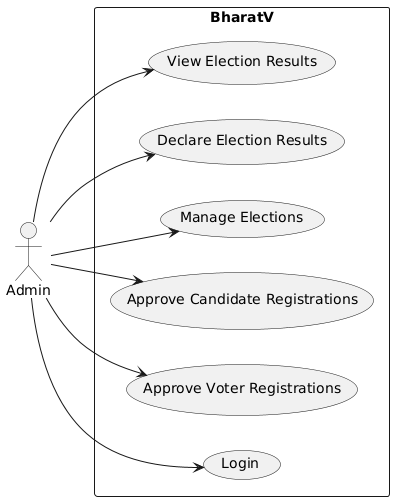 BharatV
View Election Results
Declare Election Results
Manage Elections
Approve Candidate Registrations
Admin
Approve Voter Registrations
Login